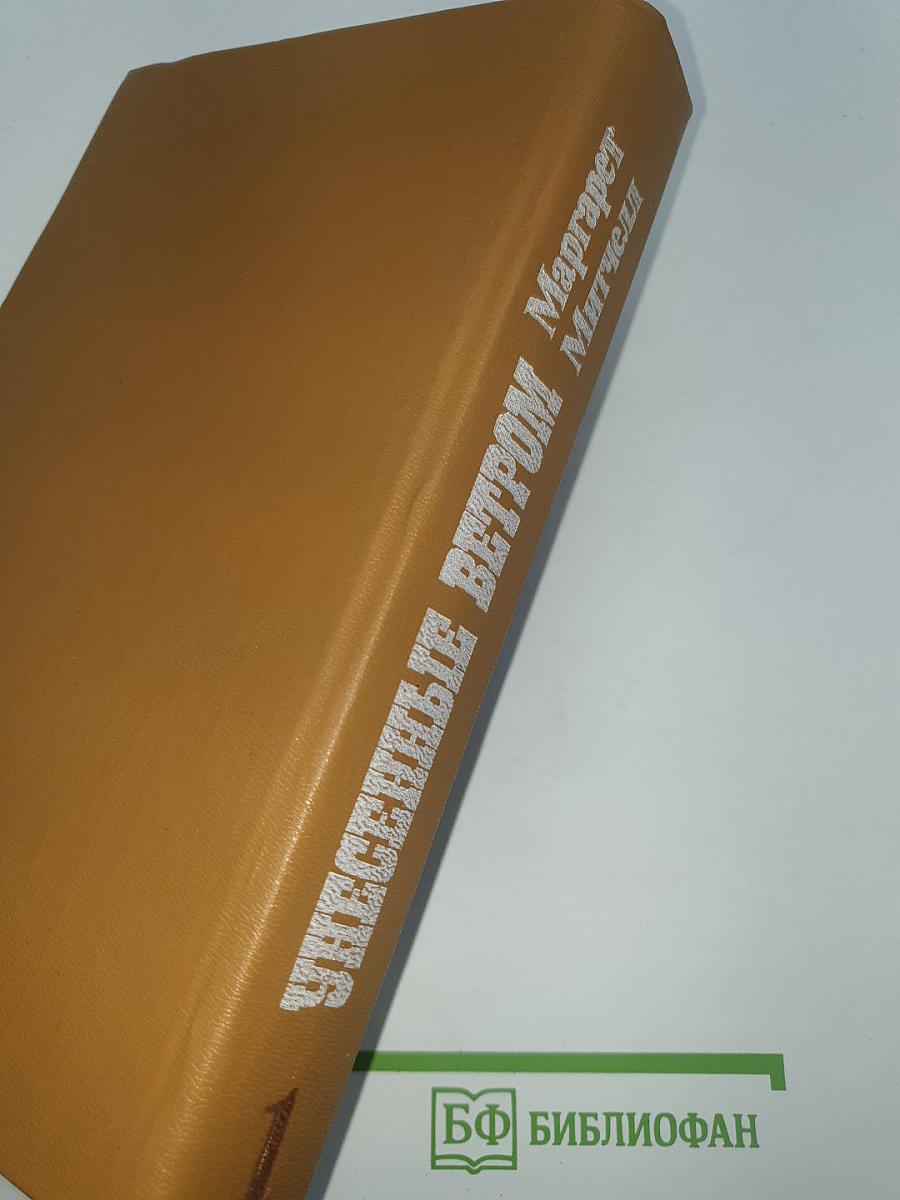 Маргарет
Митчелл
УНЕСЕННЫЕ ВЕТРОМ
1
БФ БИБЛИОФАН